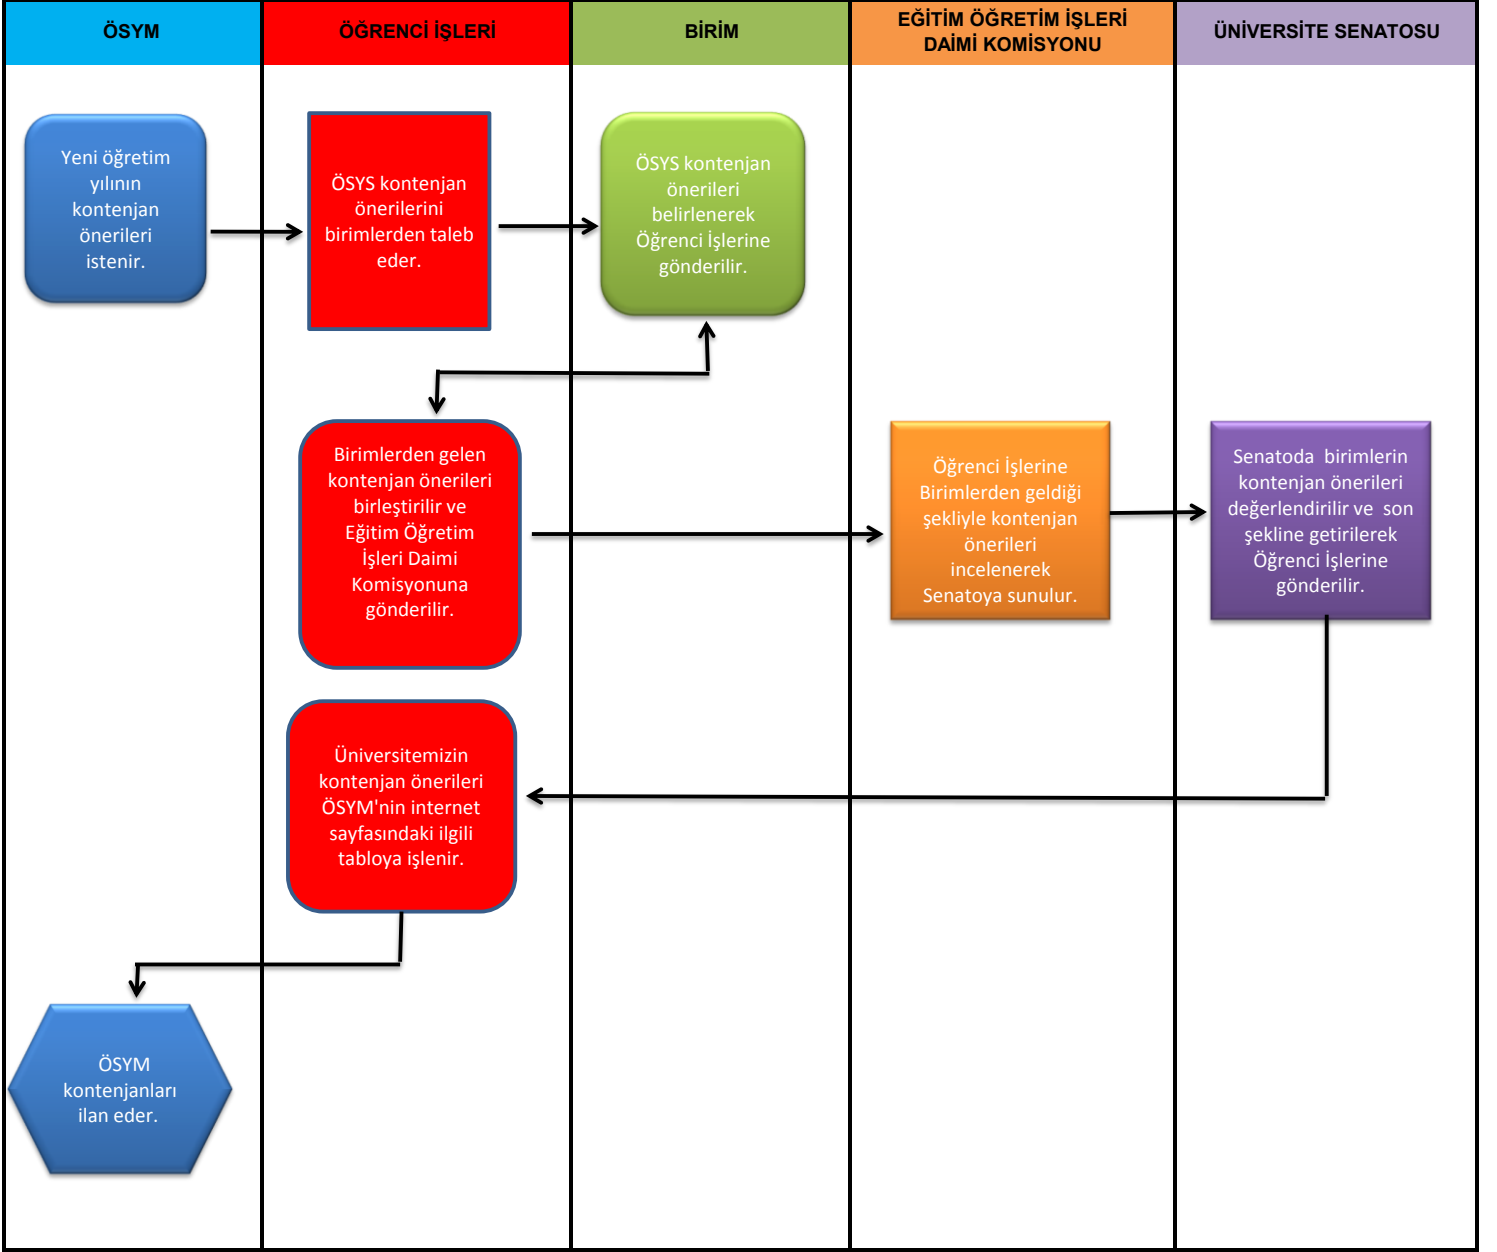 ÖSYM
ÖĞRENCİ İŞLERİ
BİRİM
EĞİTİM ÖĞRETİM İŞLERİ
DAİMİ KOMİSYONU
ÜNİVERSİTE SENATOSU
Yeni öğretim
yılının
kontenjan
önerileri
istenir.
ÖSYS kontenjan
önerilerini
birimlerden taleb
eder.
ÖSYS kontenjan
önerileri
belirlenerek
Öğrenci İşlerine
gönderilir.
Birimlerden gelen
kontenjan önerileri
birleştirilir ve
Eğitim Öğretim
İşleri Daimi
Komisyonuna
gönderilir.
Öğrenci İşlerine
Birimlerden geldiği
şekliyle kontenjan
önerileri
incelenerek
Senatoya sunulur.
Senatoda  birimlerin
kontenjan önerileri
değerlendirilir ve  son
şekline getirilerek
Öğrenci İşlerine
gönderilir.
Üniversitemizin
kontenjan önerileri
ÖSYM'nin internet
sayfasındaki ilgili
tabloya işlenir.
ÖSYM
kontenjanları
ilan eder.